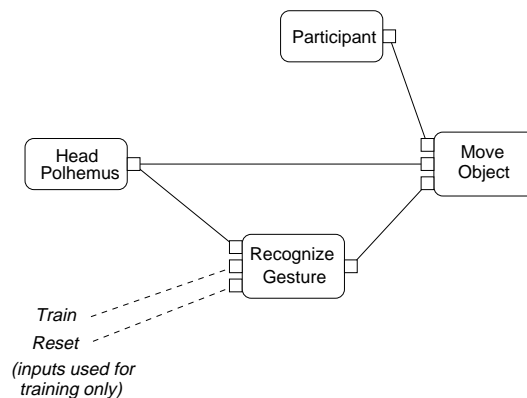 Participant
Head
Polhemus
Move
Object
Recognize
Gesture
Train
Reset
(inputs used for
training only)